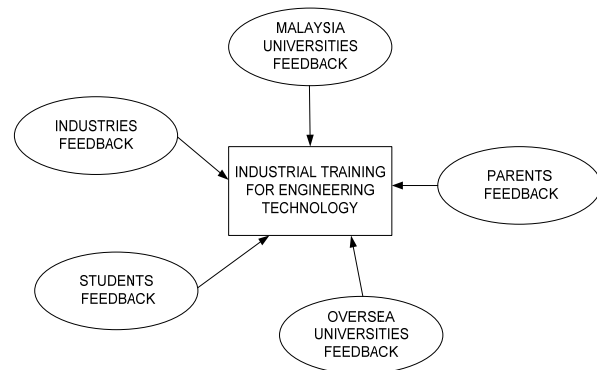 MALAYSIA
UNIVERSITIES
FEEDBACK
INDUSTRIES
FEEDBACK
INDUSTRIAL TRAINING
FOR ENGINEERING
TECHNOLOGY
PARENTS
FEEDBACK
STUDENTS
FEEDBACK
OVERSEA
UNIVERSITIES
FEEDBACK